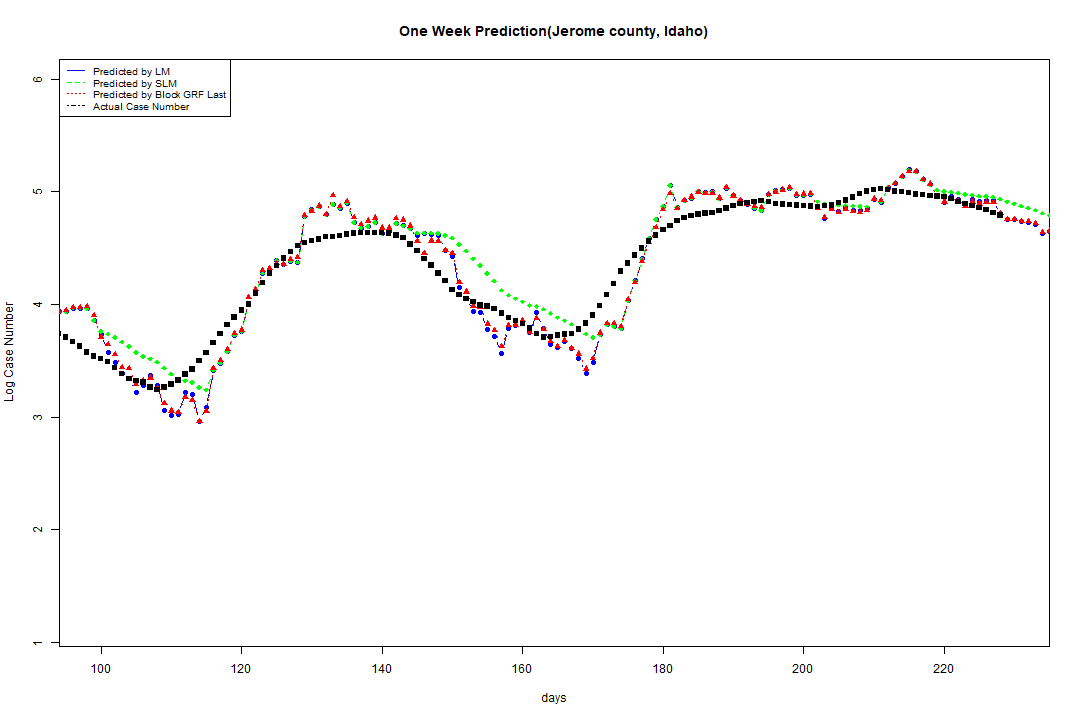 One Week Prediction(Jerome county, Idaho)
Predicted by LM
Predicted by SLM
Predicted by Block GRF Last
Actual Case Number
6
5
4
3
2
1
Log Case Number
100 120 140 160 180 200 220
days